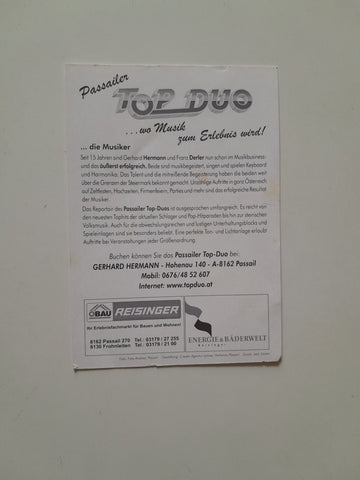 Passailer
TOP DUO
...wo Musik
zum Erlebnis wird!
... die Musiker
Seit 15 Jahren sind Gerhard Hermann und Franz Derler nun schon im Musikbusiness-
und das äußerst erfolgreich. Beide sind musikbegeistert, singen und spielen Keyboard
und Harmonika. Das Talent und die mitreißende Begeisterung haben die beiden weit
über die Grenzen der Steiermark bekannt gemacht. Unzählige Auftritte in ganz Österreich
auf Zeltfesten, Hochzeiten, Firmenfeiern, Parties und mehr sind das erfolgreiche Resultat
der Musiker.
Das Repertoir des Passailer Top-Duos ist ausgesprochen umfangreich. Es reicht von
den neuesten Tophits der aktuellen Schlager und Pop-Hitparaden bis hin zur steirischen
Volksmusik. Auch für die abwechslungsreichen und lustigen Unterhaltungsblocks und
Spieleinlagen sind sie besonders beliebt. Eine perfekte Ton- und Lichtanlage erlaubt
Auftritte bei Veranstaltungen jeder Größenordnung.
Buchen können Sie das Passailer Top-Duo bei:
GERHARD HERMANN - Hohenau 140 - A-8162 Passail
Mobil: 0676/48 52 607
Internet: www.topduo.at
ÖBAU REISINGER
Ihr Erlebnisfachmarkt für Bauen und Wohnen!
8162 Passail 270 Tel.: 03179 / 27 255
8130 Frohnleiten Tel.: 03179 / 21 00
ENERGIE & BÄDERWELT
Reisinger